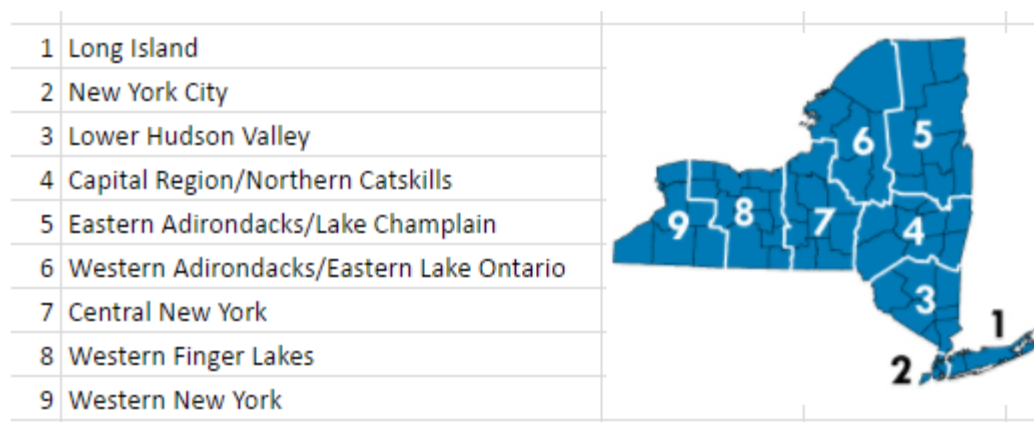 1 Long Island
2 New York City
3 Lower Hudson Valley
4 Capital Region/Northern Catskills
5 Eastern Adirondacks/Lake Champlain
6 Western Adirondacks/Eastern Lake Ontario
7 Central New York
8 Western Finger Lakes
9 Western New York
6 5
9 8 7 4
3
1
2